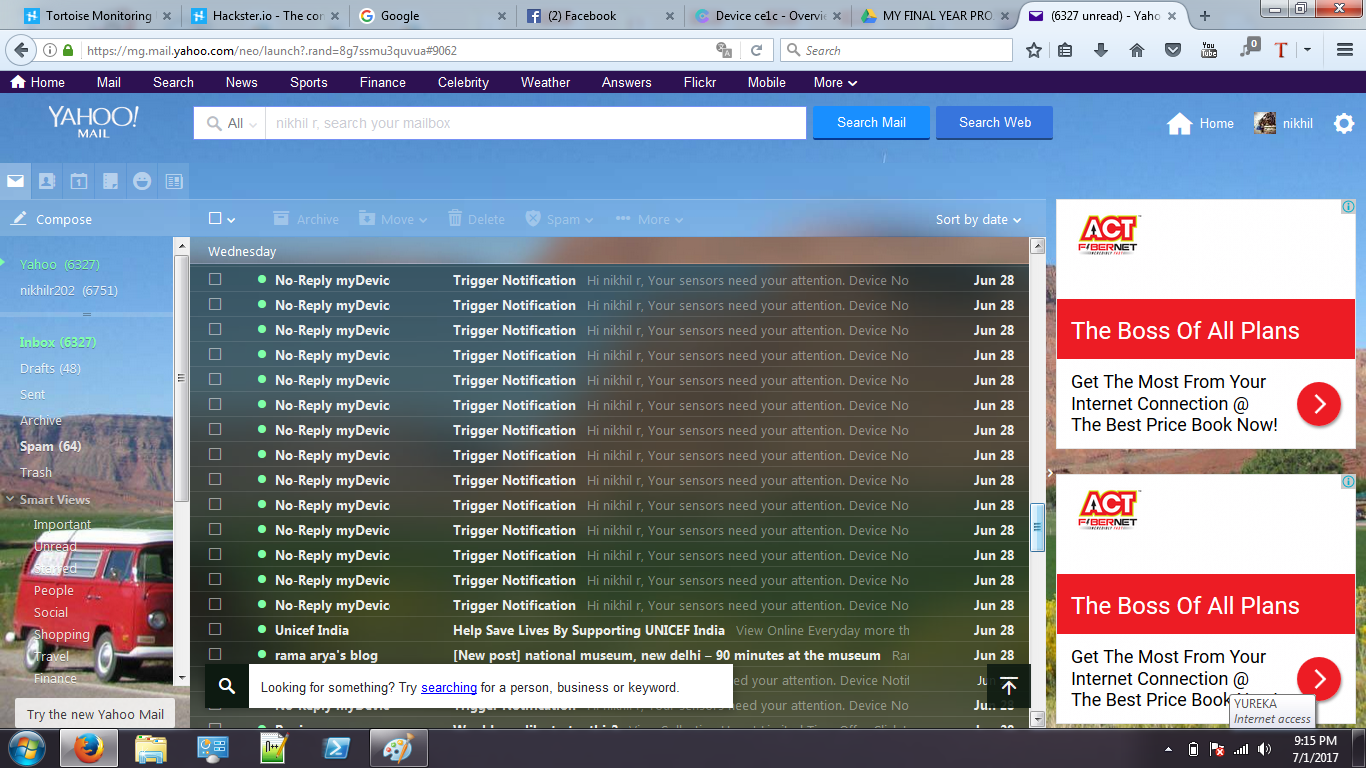 Tortoise Monitoring
Hackster.io - The con
Google
(2) Facebook
Device ce1c - Overvie
MY FINAL YEAR PRO
(6327 unread) - Yaho
https://mg.mail.yahoo.com/neo/launch?.rand=8g7ssmu3quvua#9062
Search
You Tube
0
T
Home Mail Search News Sports Finance Celebrity Weather Answers Flickr Mobile More
YAHOO! MAIL
All
nikhil r, search your mailbox
Search Mail
Search Web
Home
nikhil
1
Compose
Archive Move Delete Spam More
Sort by date
Yahoo (6327)
nikhilr202 (6751)
Inbox (6327)
Drafts (48)
Sent
Archive
Spam (64)
Trash
Smart Views
Important
Unread
Starred
People
Social
Shopping
Travel
Finance
Try the new Yahoo Mail
Wednesday
No-Reply myDevic Trigger Notification Hi nikhil r, Your sensors need your attention. Device No Jun 28
No-Reply myDevic Trigger Notification Hi nikhil r, Your sensors need your attention. Device No Jun 28
No-Reply myDevic Trigger Notification Hi nikhil r, Your sensors need your attention. Device No Jun 28
No-Reply myDevic Trigger Notification Hi nikhil r, Your sensors need your attention. Device No Jun 28
No-Reply myDevic Trigger Notification Hi nikhil r, Your sensors need your attention. Device No Jun 28
No-Reply myDevic Trigger Notification Hi nikhil r, Your sensors need your attention. Device No Jun 28
No-Reply myDevic Trigger Notification Hi nikhil r, Your sensors need your attention. Device No Jun 28
No-Reply myDevic Trigger Notification Hi nikhil r, Your sensors need your attention. Device No Jun 28
No-Reply myDevic Trigger Notification Hi nikhil r, Your sensors need your attention. Device No Jun 28
No-Reply myDevic Trigger Notification Hi nikhil r, Your sensors need your attention. Device No Jun 28
No-Reply myDevic Trigger Notification Hi nikhil r, Your sensors need your attention. Device No Jun 28
No-Reply myDevic Trigger Notification Hi nikhil r, Your sensors need your attention. Device No Jun 28
No-Reply myDevic Trigger Notification Hi nikhil r, Your sensors need your attention. Device No Jun 28
No-Reply myDevic Trigger Notification Hi nikhil r, Your sensors need your attention. Device No Jun 28
Unicef India Help Save Lives By Supporting UNICEF India View Online Everyday more th Jun 28
rama arya's blog [New post] national museum, new delhi – 90 minutes at the museum Ra Jun 28
Looking for something? Try searching for a person, business or keyword.
ed your attention. Device Notif
ACT FIBERNET
The Boss Of All Plans
Get The Most From Your
Internet Connection @
The Best Price Book Now!
ACT FIBERNET
The Boss Of All Plans
Get The Most From Your
Internet Connection @
The Best Price Book
YUREKA
Internet access
9:15 PM
7/1/2017